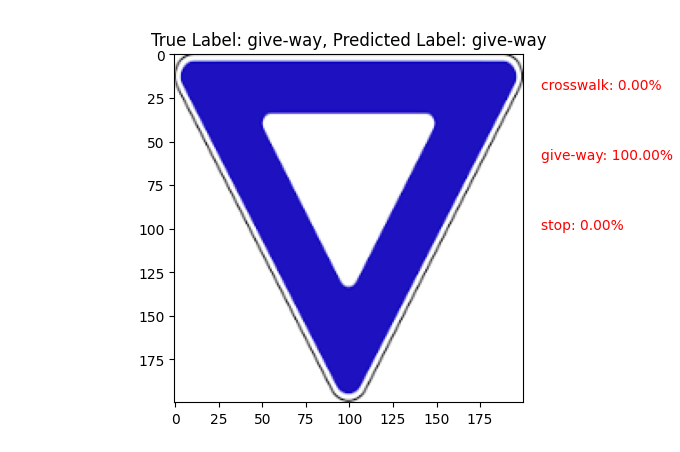 True Label: give-way, Predicted Label: give-way
0
25
50
75
100
125
150
175
0 25 50 75 100 125 150 175
crosswalk: 0.00%
give-way: 100.00%
stop: 0.00%